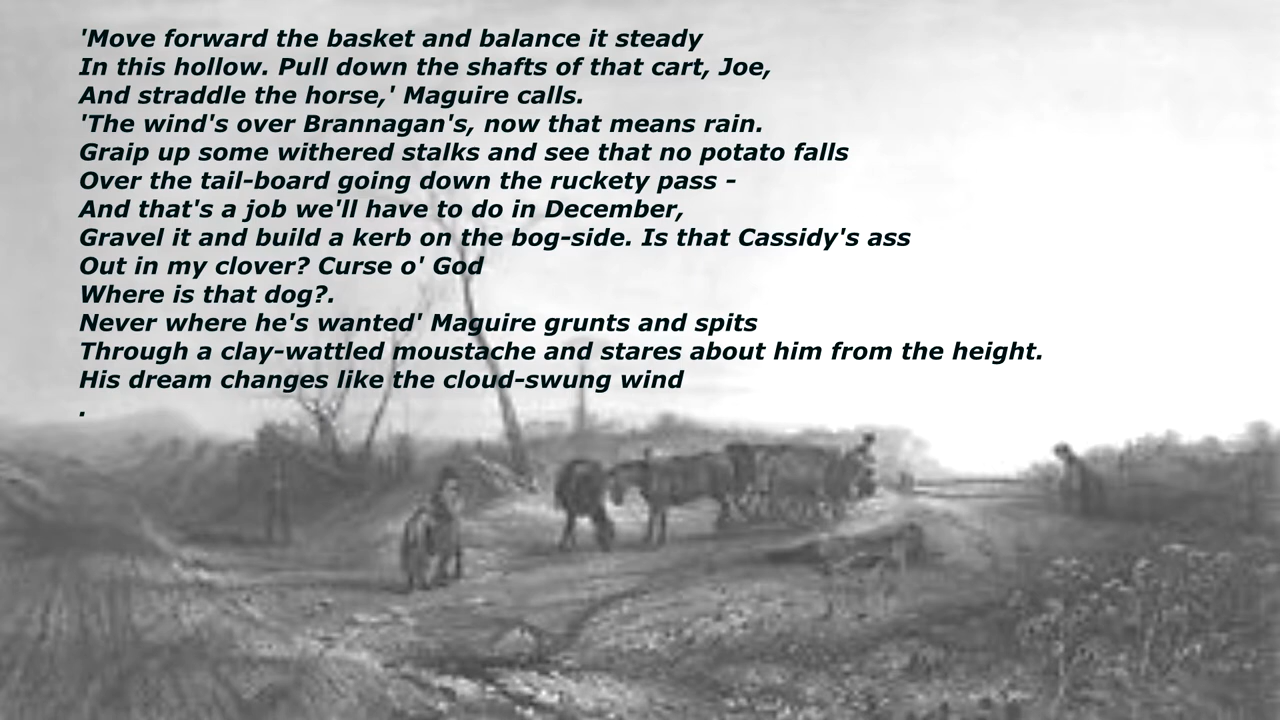 'Move forward the basket and balance it steady
In this hollow. Pull down the shafts of that cart, Joe,
And straddle the horse,' Maguire calls.
'The wind's over Brannagan's, now that means rain.
Graip up some withered stalks and see that no potato falls
Over the tail-board going down the ruckety pass -
And that's a job we'll have to do in December,
Gravel it and build a kerb on the bog-side. Is that Cassidy's ass
Out in my clover? Curse o' God
Where is that dog?.
Never where he's wanted' Maguire grunts and spits
Through a clay-wattled moustache and stares about him from the height.
His dream changes like the cloud-swung wind
.